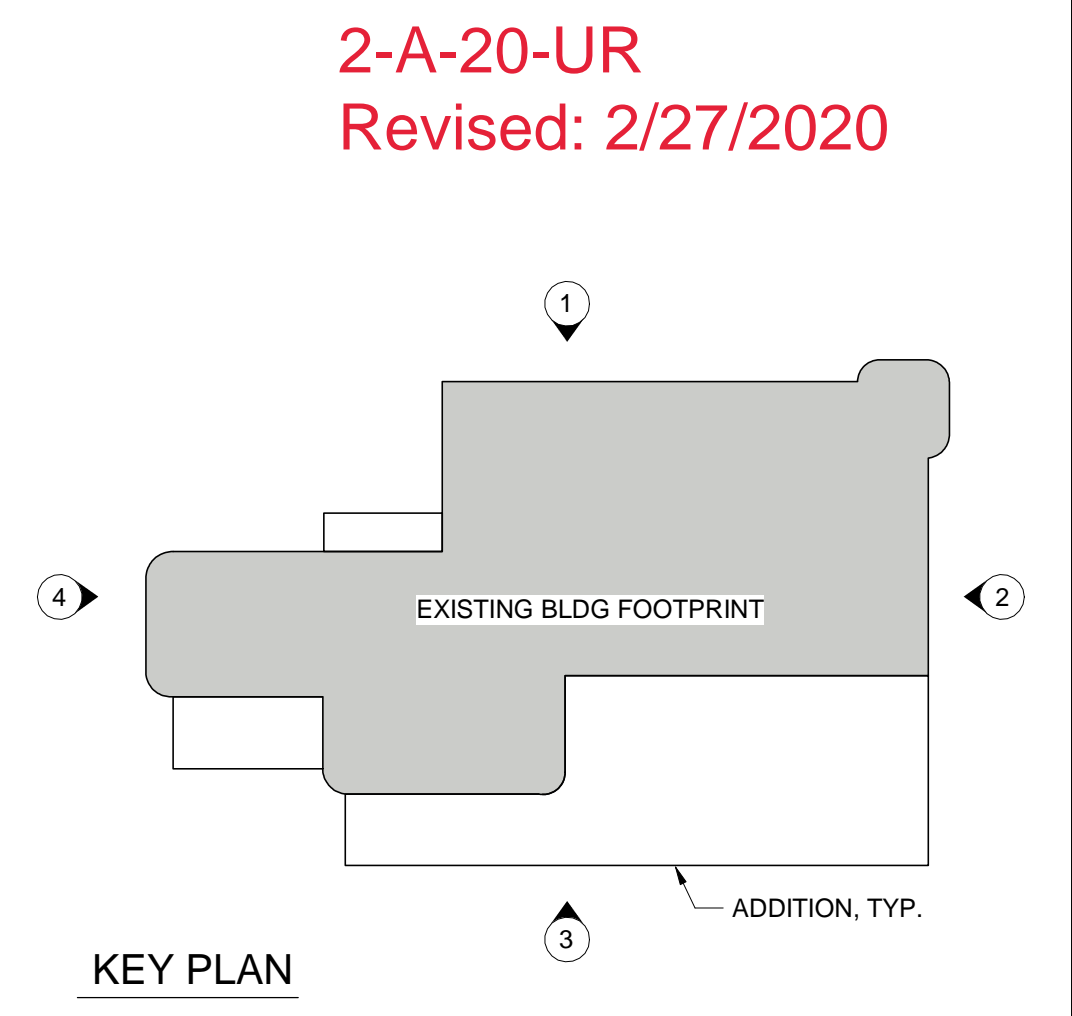 2-A-20-UR
Revised: 2/27/2020
1
4
EXISTING BLDG FOOTPRINT
2
ADDITION, TYP.
3
KEY PLAN